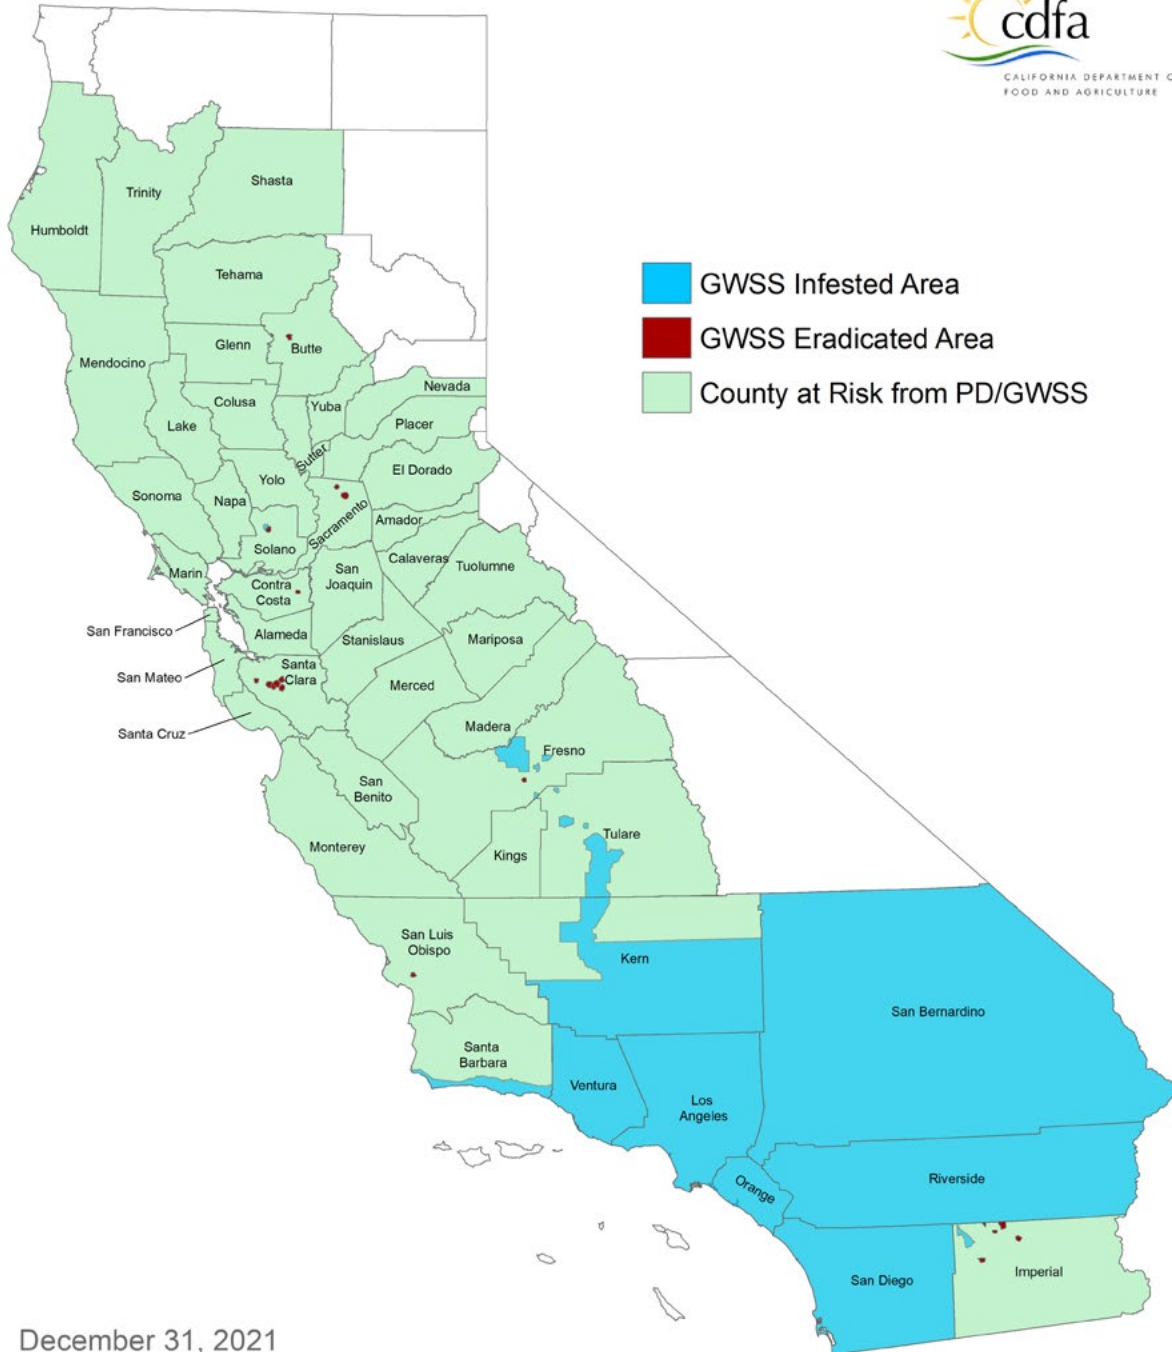 cdfa
CALIFORNIA DEPARTMENT
FOOD AND AGRICULTURE
Shasta
Trinity
Humboldt
Tehama
GWSS Infested Area
GWSS Eradicated Area
County at Risk from PD/GWSS
Glenn
Butte
Mendocino
Nevada
Colusa
Yuba
Lake
Placer
Sutter
El Dorado
Yolo
Sonoma
Napa
Sacramento
Amador
Solano
Calaveras
Tuolumne
Marin
San
Joaquin
Contra
Costa
San Francisco
Alameda
Stanislaus
Mariposa
Santa
Clara
San Mateo
Merced
Santa Cruz
Madera
Fresno
San
Benito
Tulare
Monterey
Kings
San Luis
Obispo
Kern
San Bernardino
Santa
Barbara
Ventura
Los
Angeles
Riverside
Orange
Imperial
San Diego
December 31, 2021